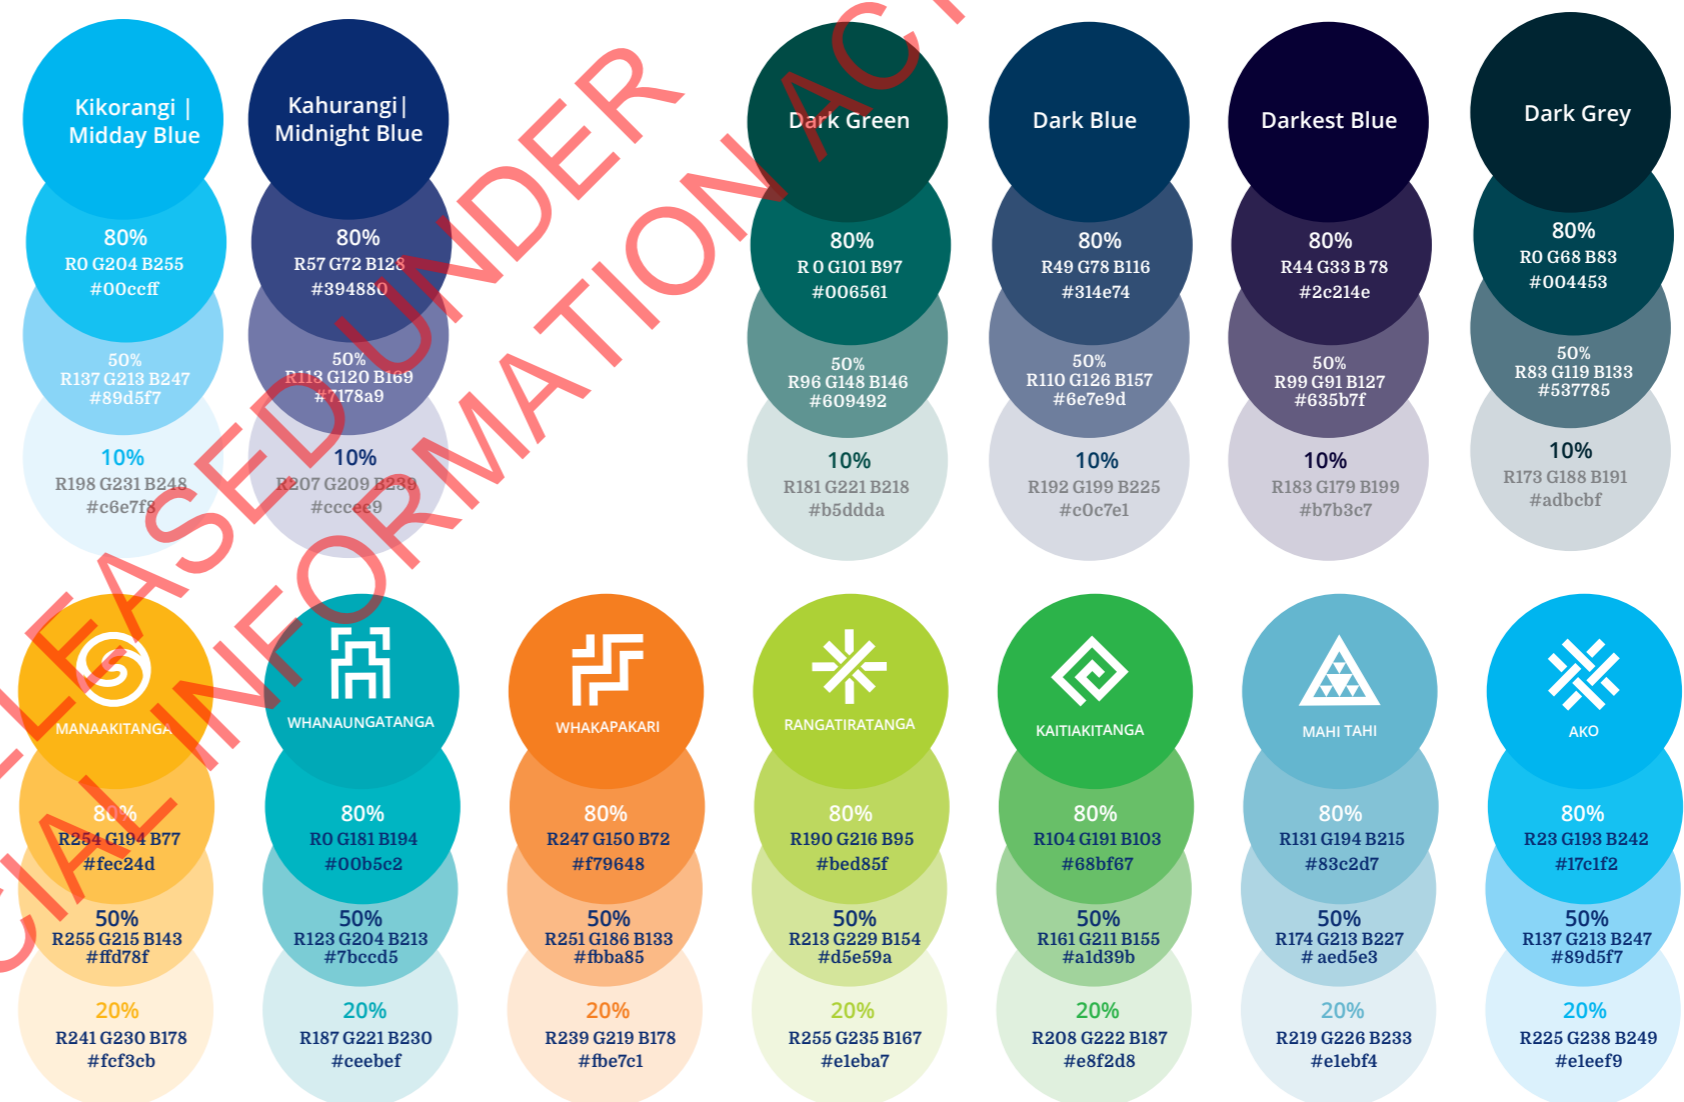 Kikorangi |
Midday Blue
80%
R0 G204 B255
#00ccff
50%
R137 G213 B247
#89d5f7
10%
R198 G231 B248
#c6e7f8
Kahurangi|
Midnight Blue
80%
R57 G72 B128
#394880
50%
R113 G120 B169
#7178a9
10%
R207 G209 B239
#cccee9
Dark Green
80%
R 0 G101 B97
#006561
50%
R96 G148 B146
#609492
10%
R181 G221 B218
#b5ddda
Dark Blue
80%
R49 G78 B116
#314e74
50%
R110 G126 B157
#6e7e9d
10%
R192 G199 B225
#c0c7e1
Darkest Blue
80%
R44 G33 B 78
#2c214e
50%
R99 G91 B127
#635b7f
10%
R183 G179 B199
#b7b3c7
Dark Grey
80%
R0 G68 B83
#004453
50%
R83 G119 B133
#537785
10%
R173 G188 B191
#adbcbf
MANAAKITANGA
80%
R254 G194 B77
#fec24d
50%
R255 G215 B143
#ffd78f
20%
R241 G230 B178
#fcf3cb
WHANAUNGATANGA
80%
R0 G181 B194
#00b5c2
50%
R123 G204 B213
#7bccd5
20%
R187 G221 B230
#ceebef
WHAKAPAKARI
80%
R247 G150 B72
#f79648
50%
R251 G186 B133
#fbba85
20%
R239 G219 B178
#fbe7c1
RANGATIRATANGA
80%
R190 G216 B95
#bed85f
50%
R213 G229 B154
#d5e59a
20%
R255 G235 B167
#e1eba7
KAITIAKITANGA
80%
R104 G191 B103
#68bf67
50%
R161 G211 B155
#a1d39b
20%
R208 G222 B187
#e8f2d8
MAHI TAHI
80%
R131 G194 B215
#83c2d7
50%
R174 G213 B227
# aed5e3
20%
R219 G226 B233
#e1ebf4
AKO
80%
R23 G193 B242
#17c1f2
50%
R137 G213 B247
#89d5f7
20%
R225 G238 B249
#e1eef9
LEASED UNDER
CIAL INFORMATION ACT